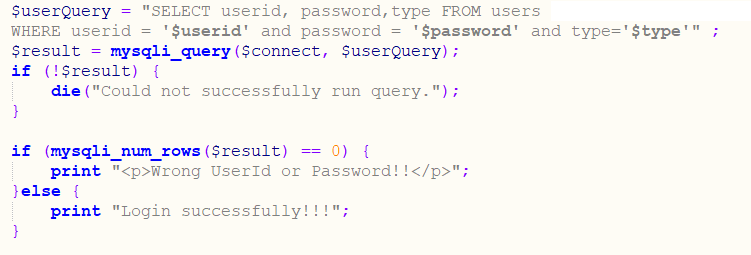 $userQuery = "SELECT userid, password,type FROM users
WHERE userid = '$userid' and password = '$password' and type='$type'" ;
$result = mysqli_query($connect, $userQuery);
if (!$result) {
    die("Could not successfully run query.");
}

if (mysqli_num_rows($result) == 0) {
    print "<p>Wrong UserId or Password!!</p>";
}else {
    print "Login successfully!!!";
}